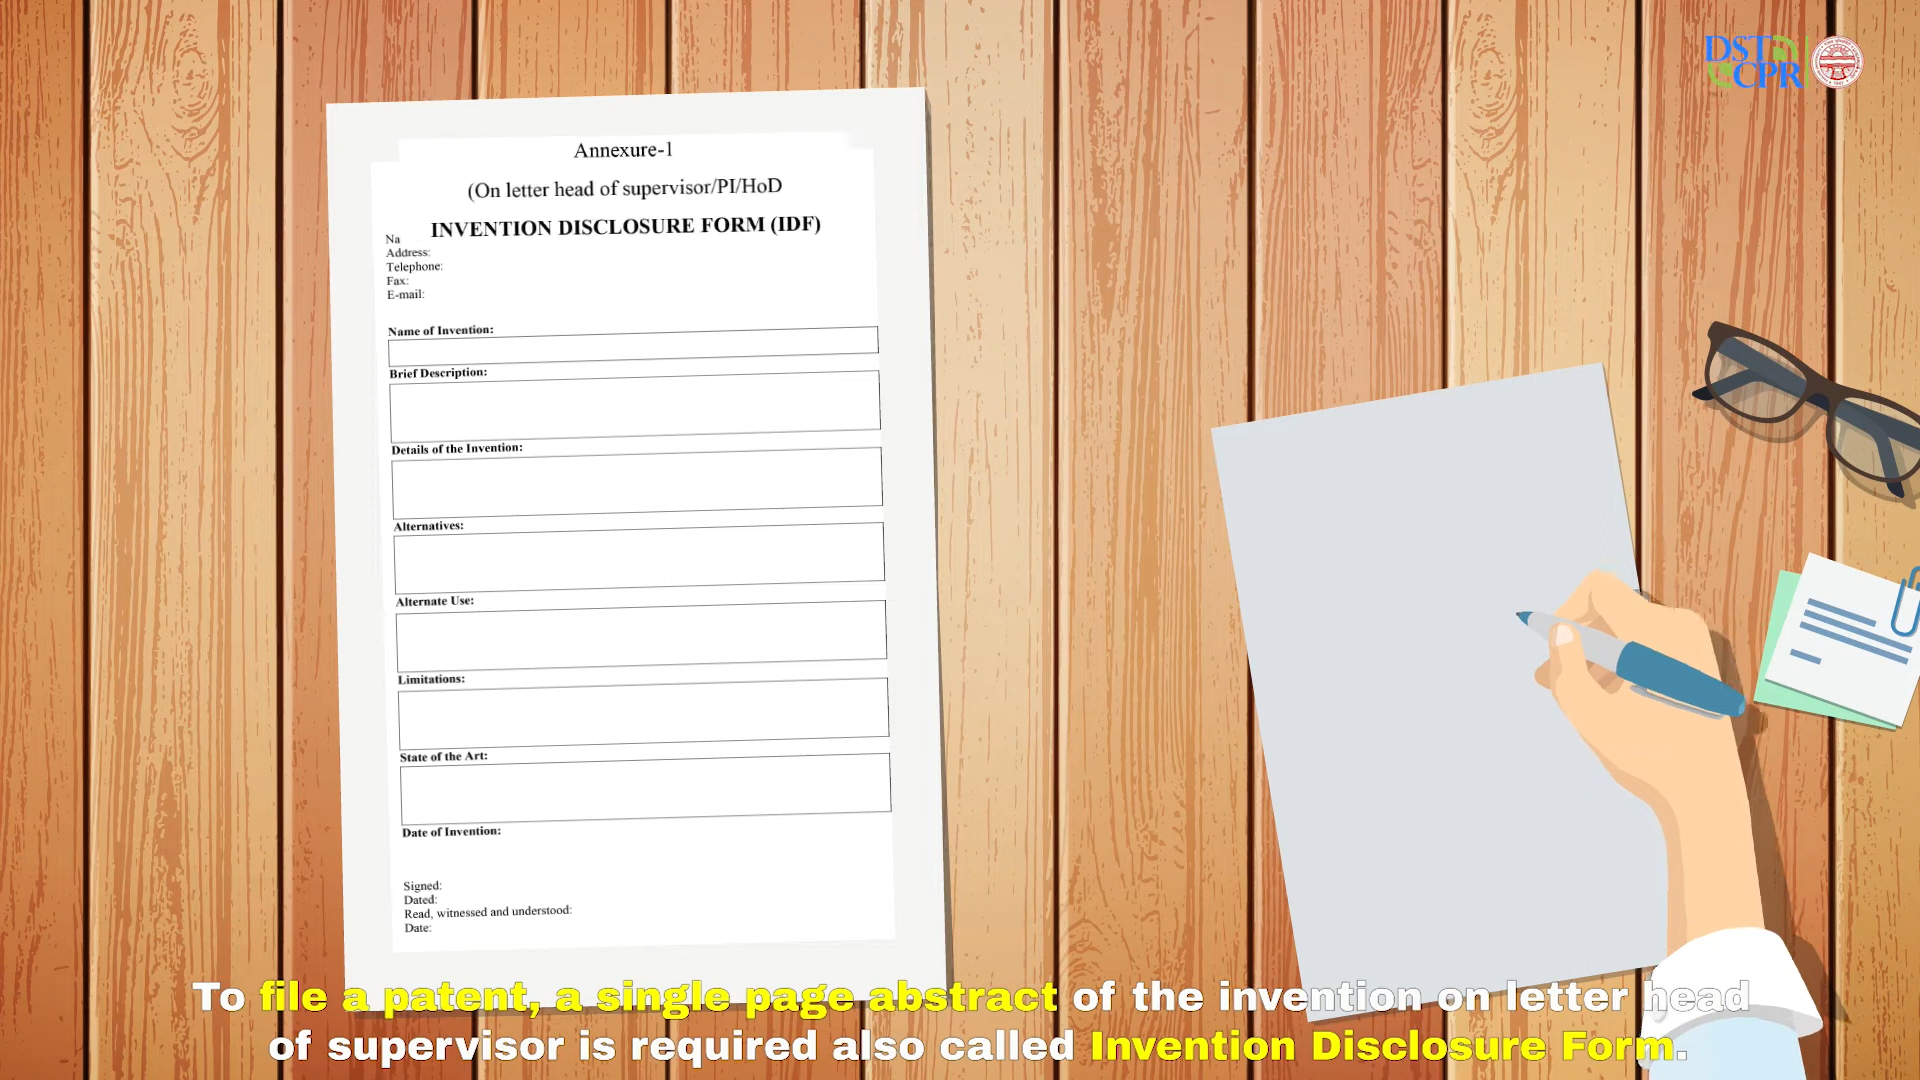 DST
CPR
Annexure-1
(On letter head of supervisor/PI/HoD
INVENTION DISCLOSURE FORM (IDF)
Na
Address:
Telephone:
Fax:
E-mail:
Name of Invention:
Brief Description:
Details of the Invention:
Alternatives:
Alternate Use:
Limitations:
State of the Art:
Date of Invention:
Signed:
Dated:
Read, witnessed and understood:
Date:
To file a patent, a single page abstract of the invention on letter head
of supervisor is required also called Invention Disclosure Form.